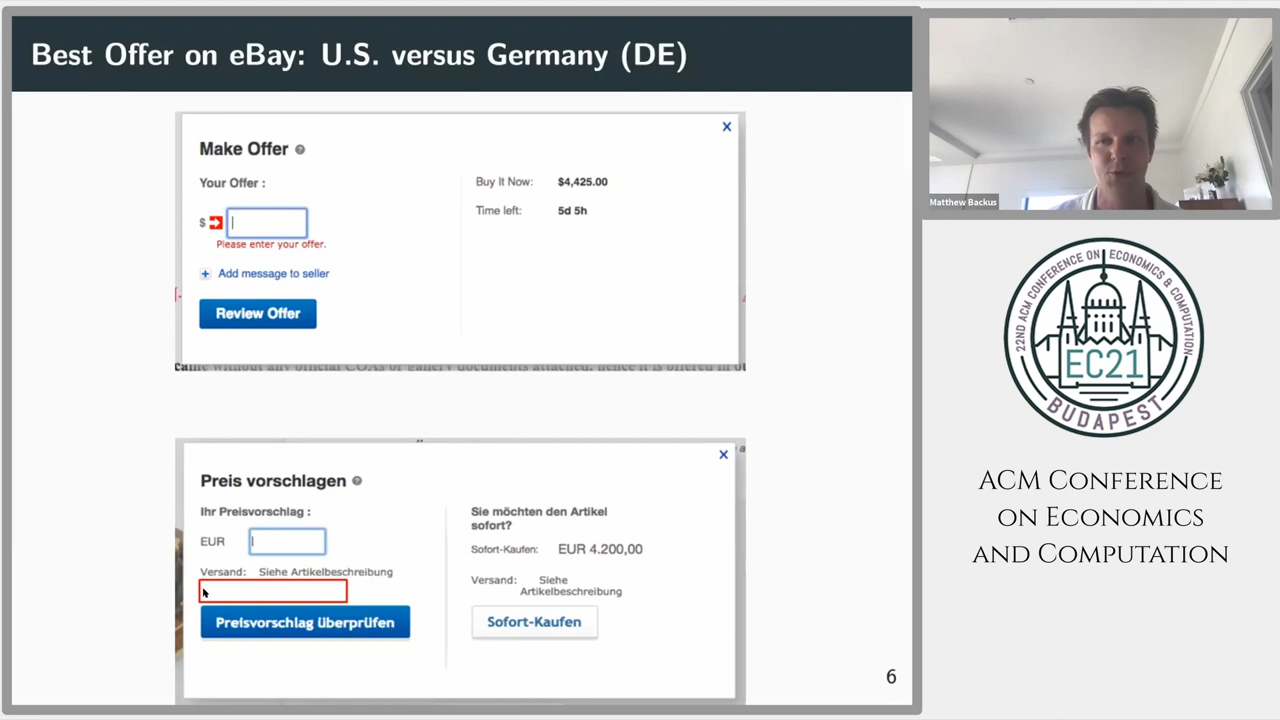 Best Offer on eBay: U.S. versus Germany (DE)
Make Offer
Your Offer :
$
Please enter your offer.
+ Add message to seller
Review Offer
X
Buy It Now: $4,425.00
Time left: 5d 5h
Preis vorschlagen
Ihr Preisvorschlag :
EUR
Versand: Siehe Artikelbeschreibung
Preisvorschlag überprüfen
X
Sie möchten den Artikel
sofort?
Sofort-Kaufen: EUR 4.200,00
Versand: Siehe
Artikelbeschreibung
Sofort-Kaufen
6
Matthew Backus
22ND ACM CONFERENCE ON ECONOMICS & COMPUTATION
EC21
BUDAPEST
ACM Conference
on Economics
and Computation